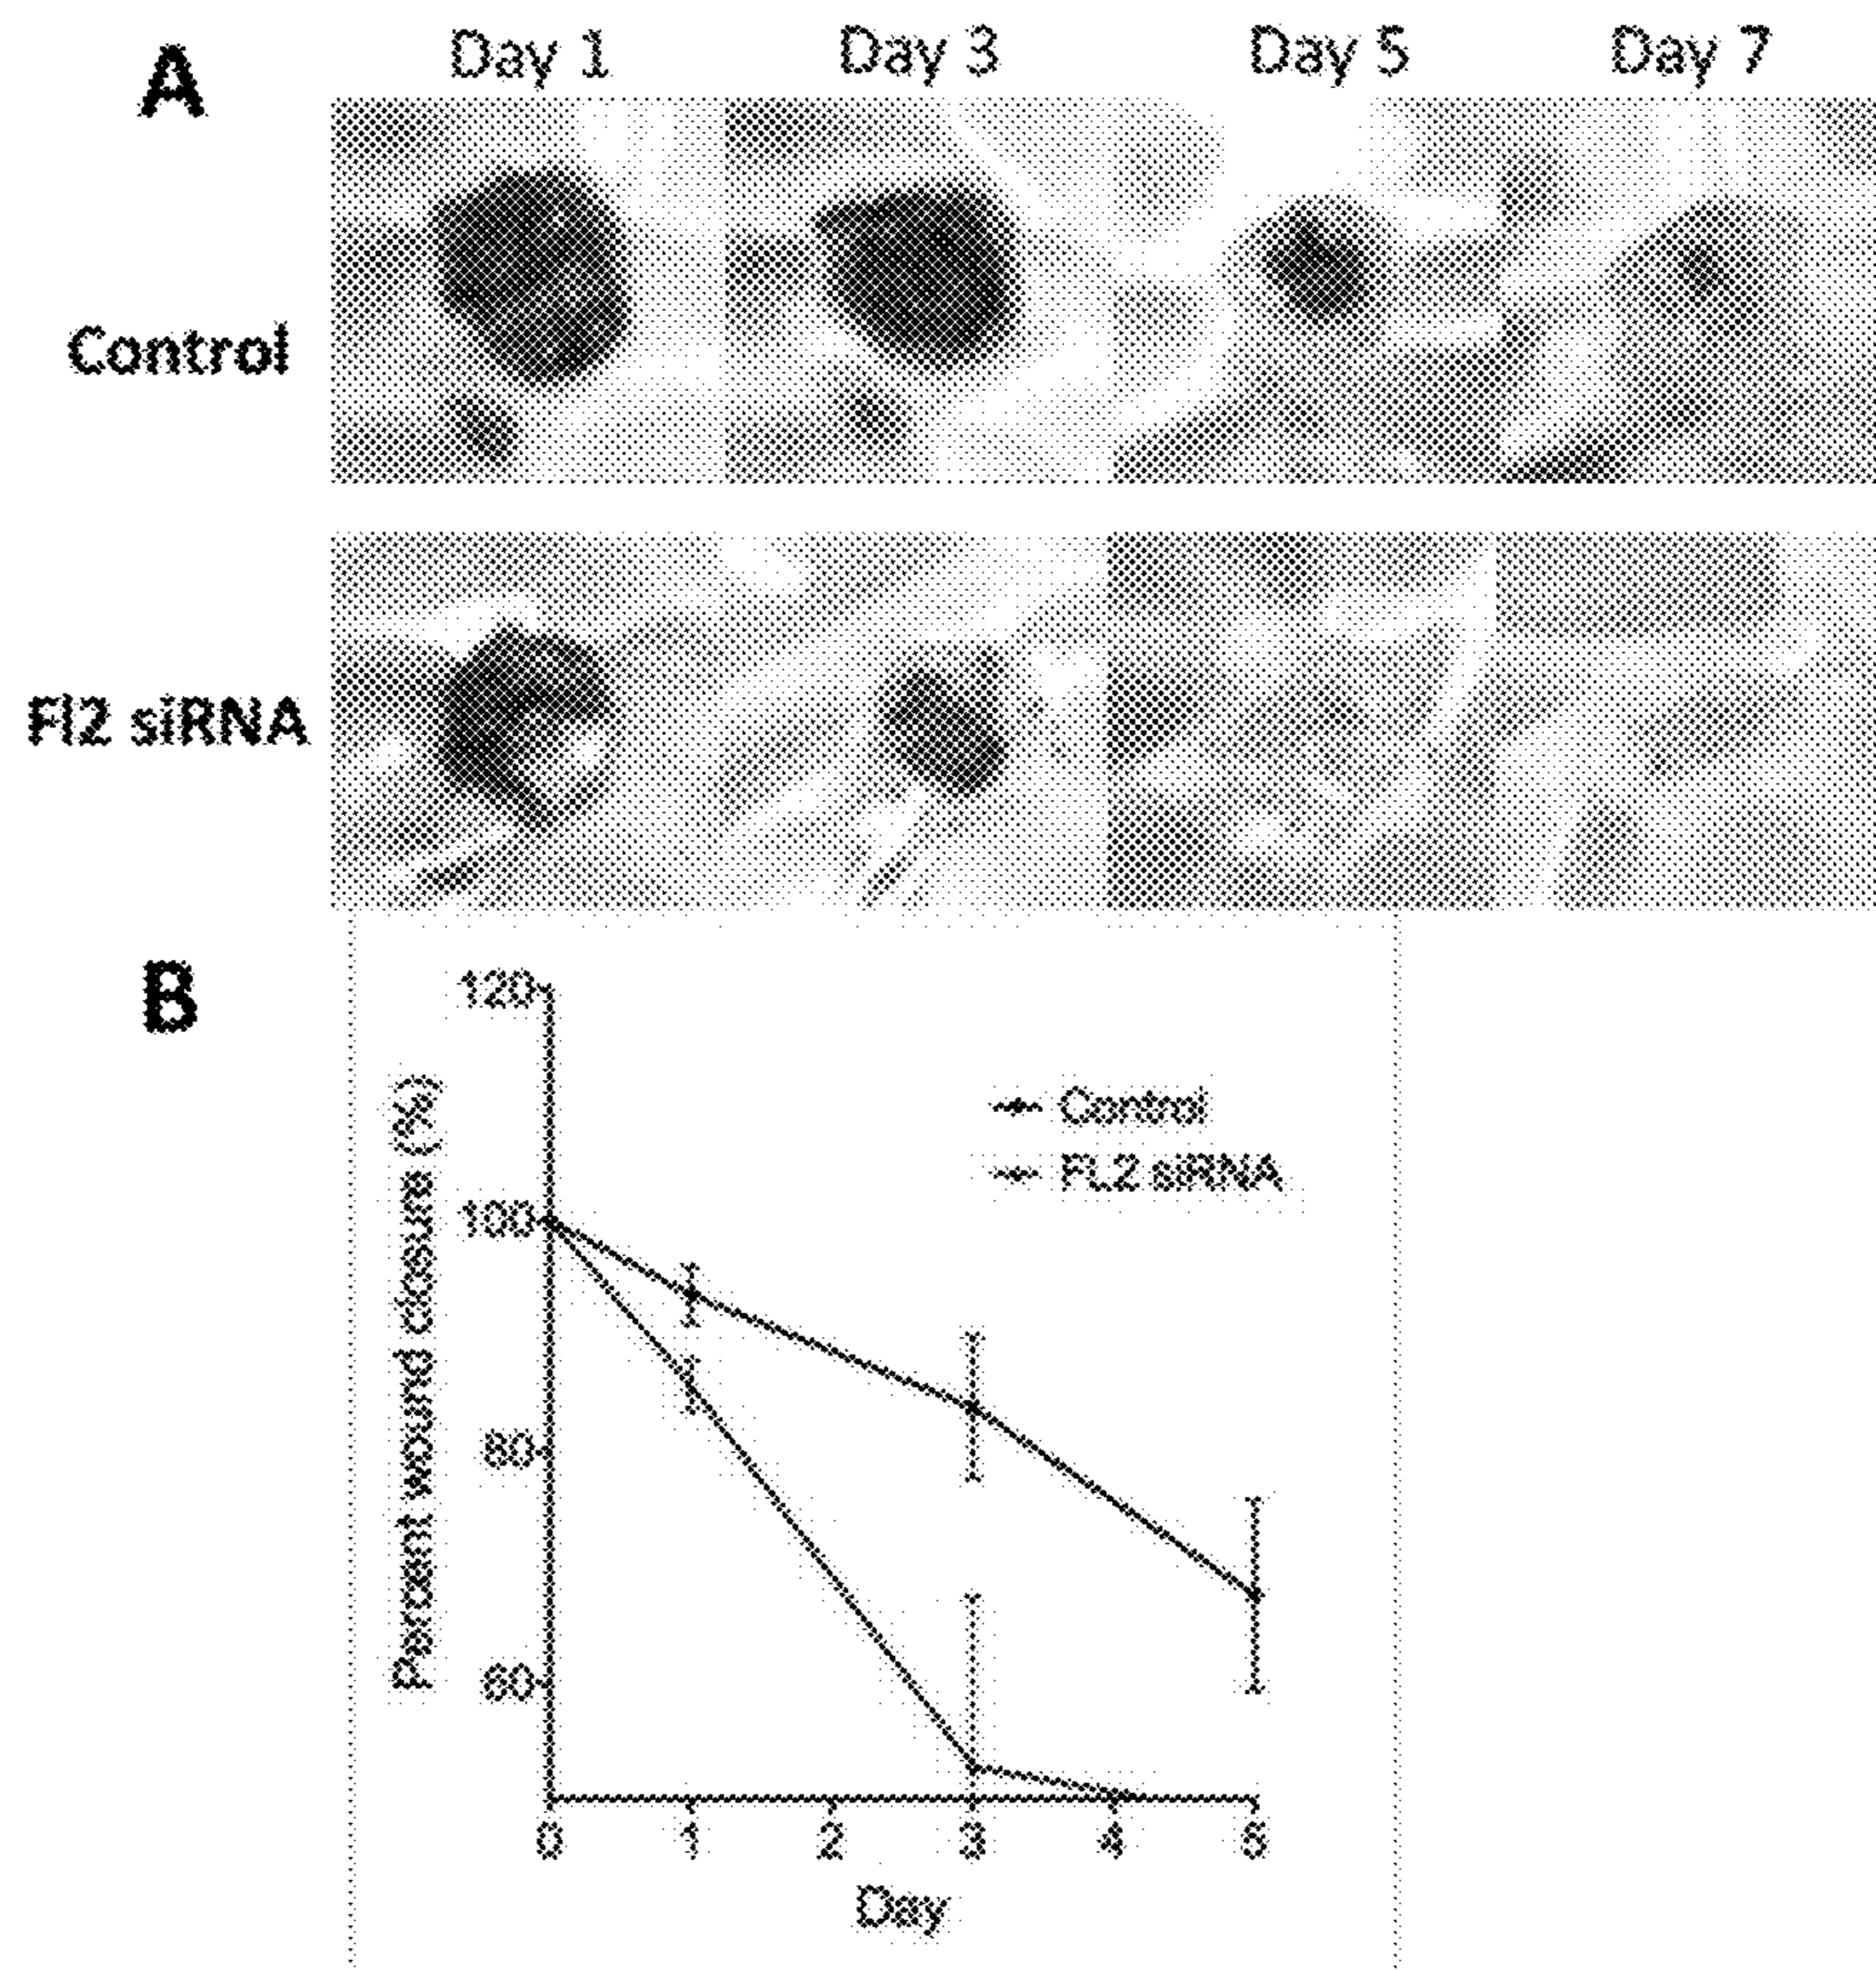 A
Day 1 Day 3 Day 5 Day 7
Control
Fl2 siRNA
B
120
100
80
60
Percent wound closure (%)
Control
FL2 siRNA
0 1 2 3 4 5
Day